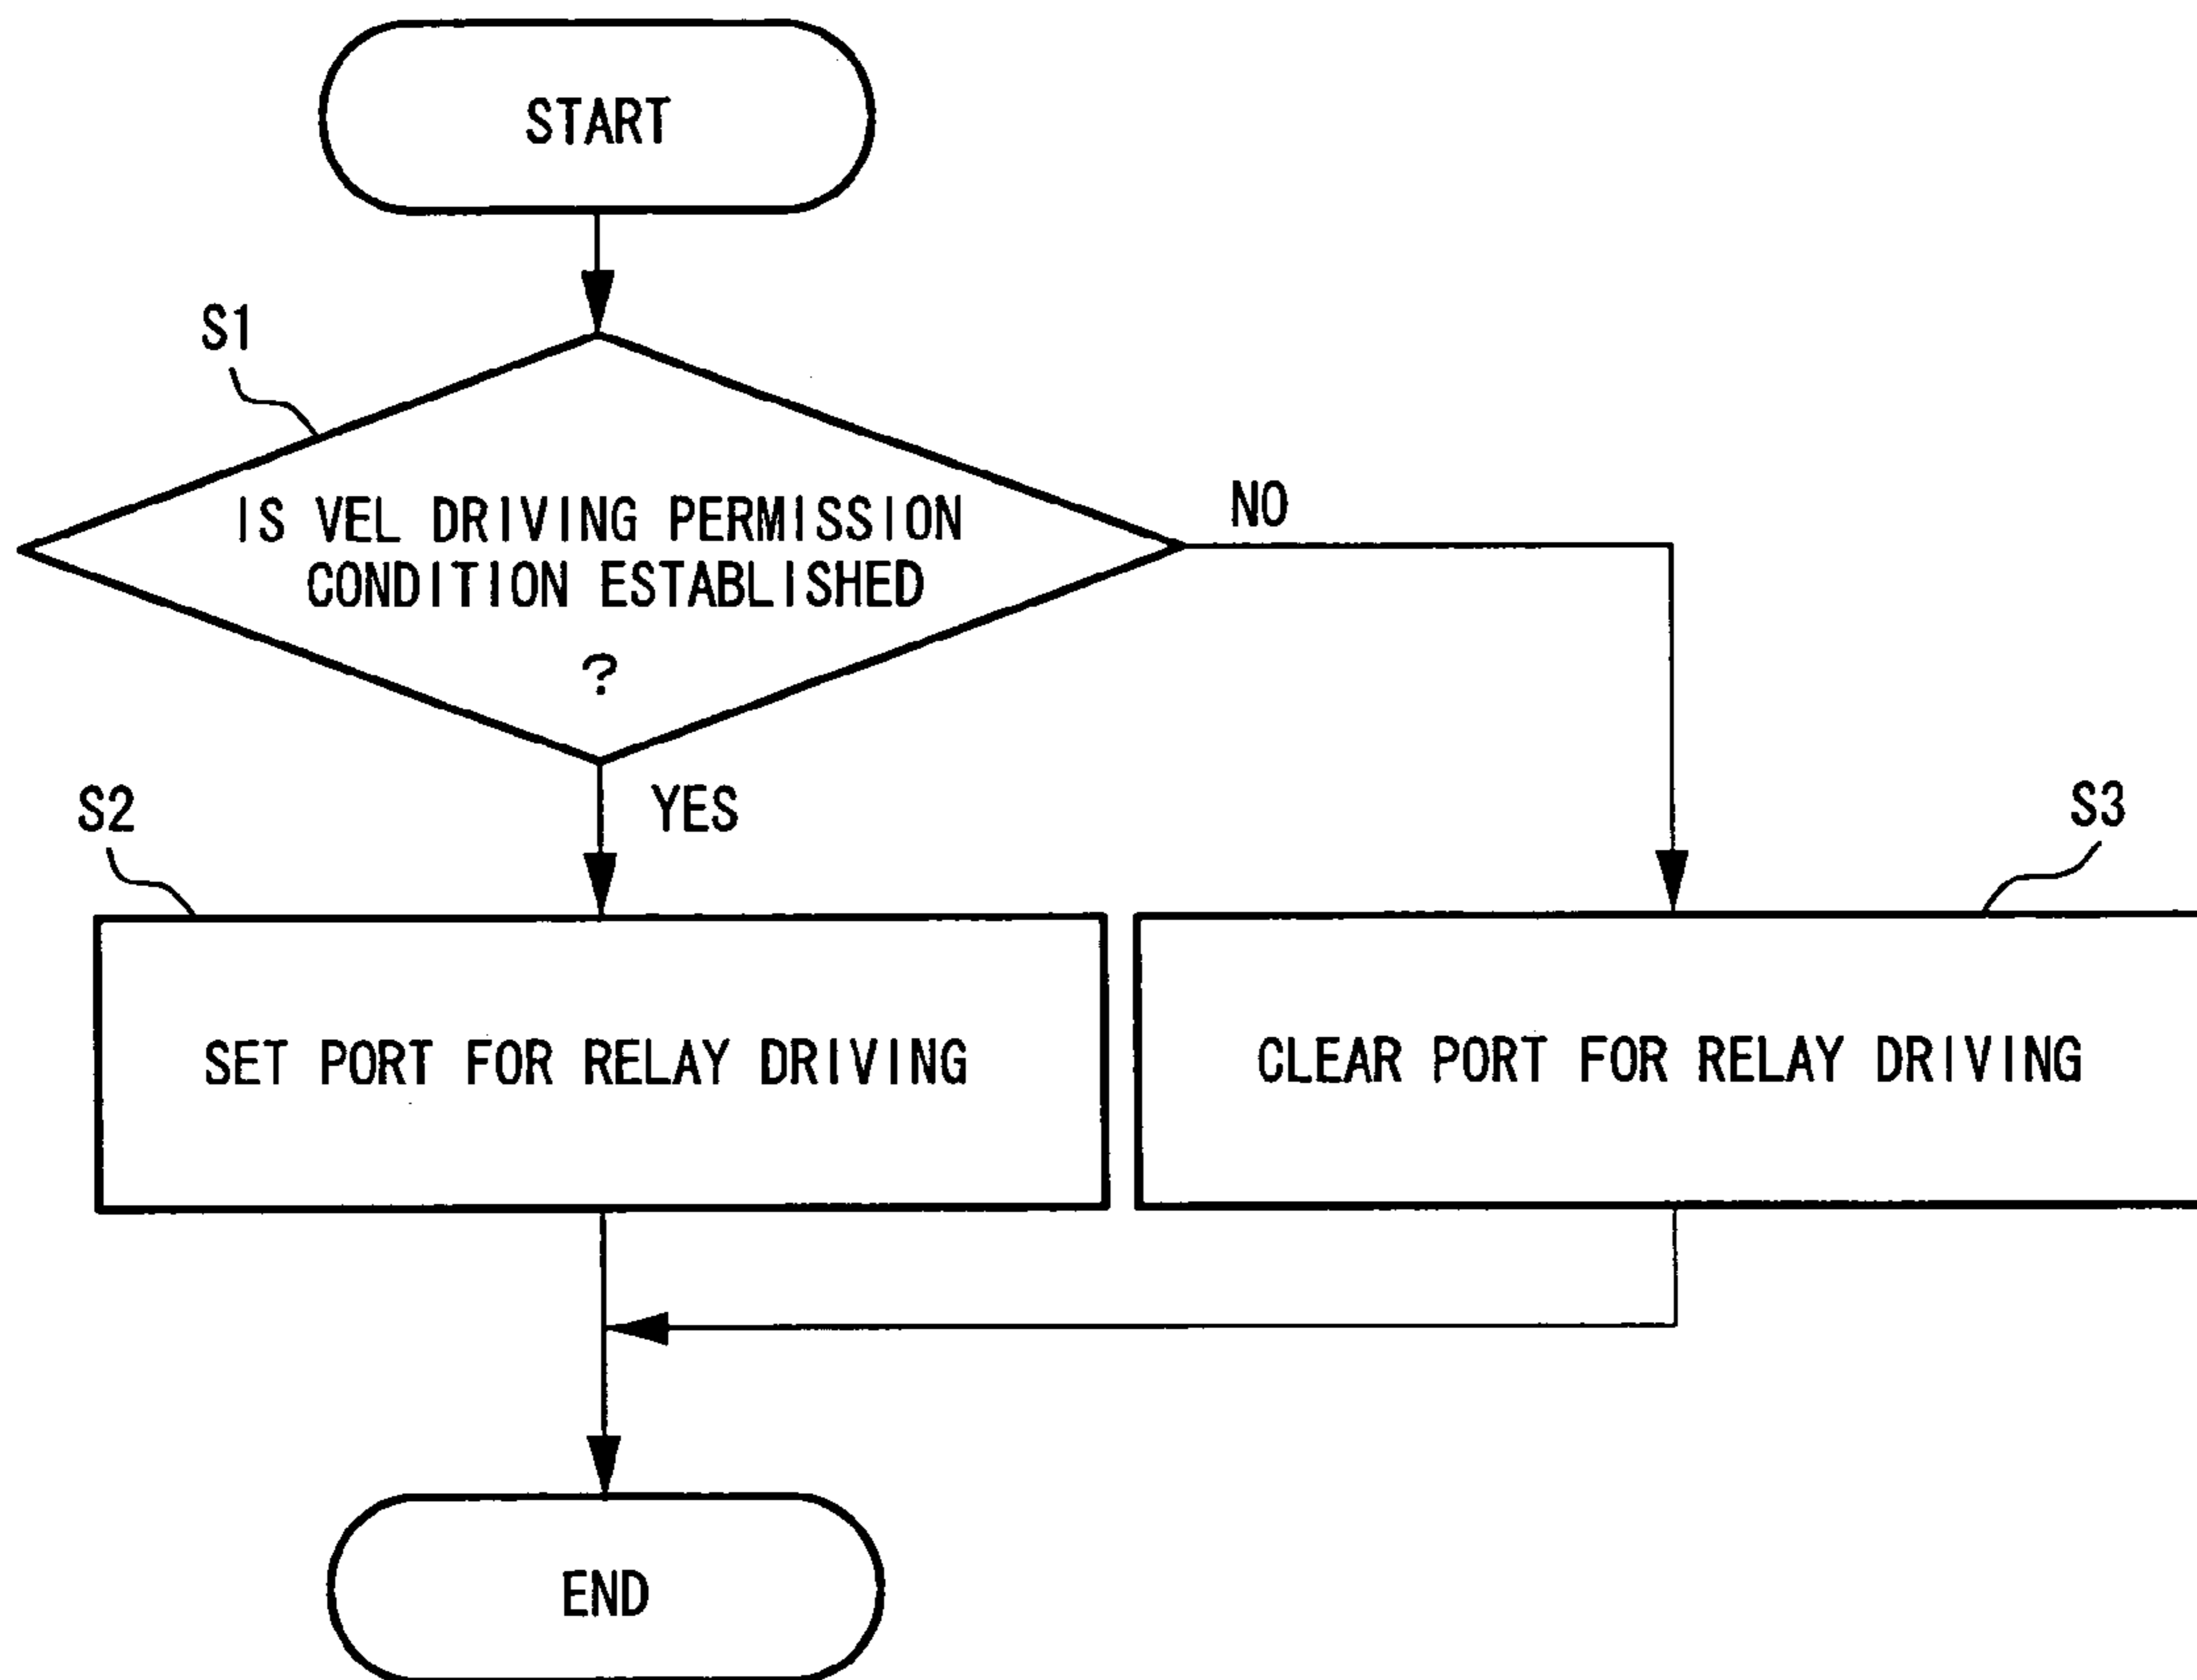 START
S1
IS VEL DRIVING PERMISSION
CONDITION ESTABLISHED
?
NO
YES
S2
S3
SET PORT FOR RELAY DRIVING
CLEAR PORT FOR RELAY DRIVING
END